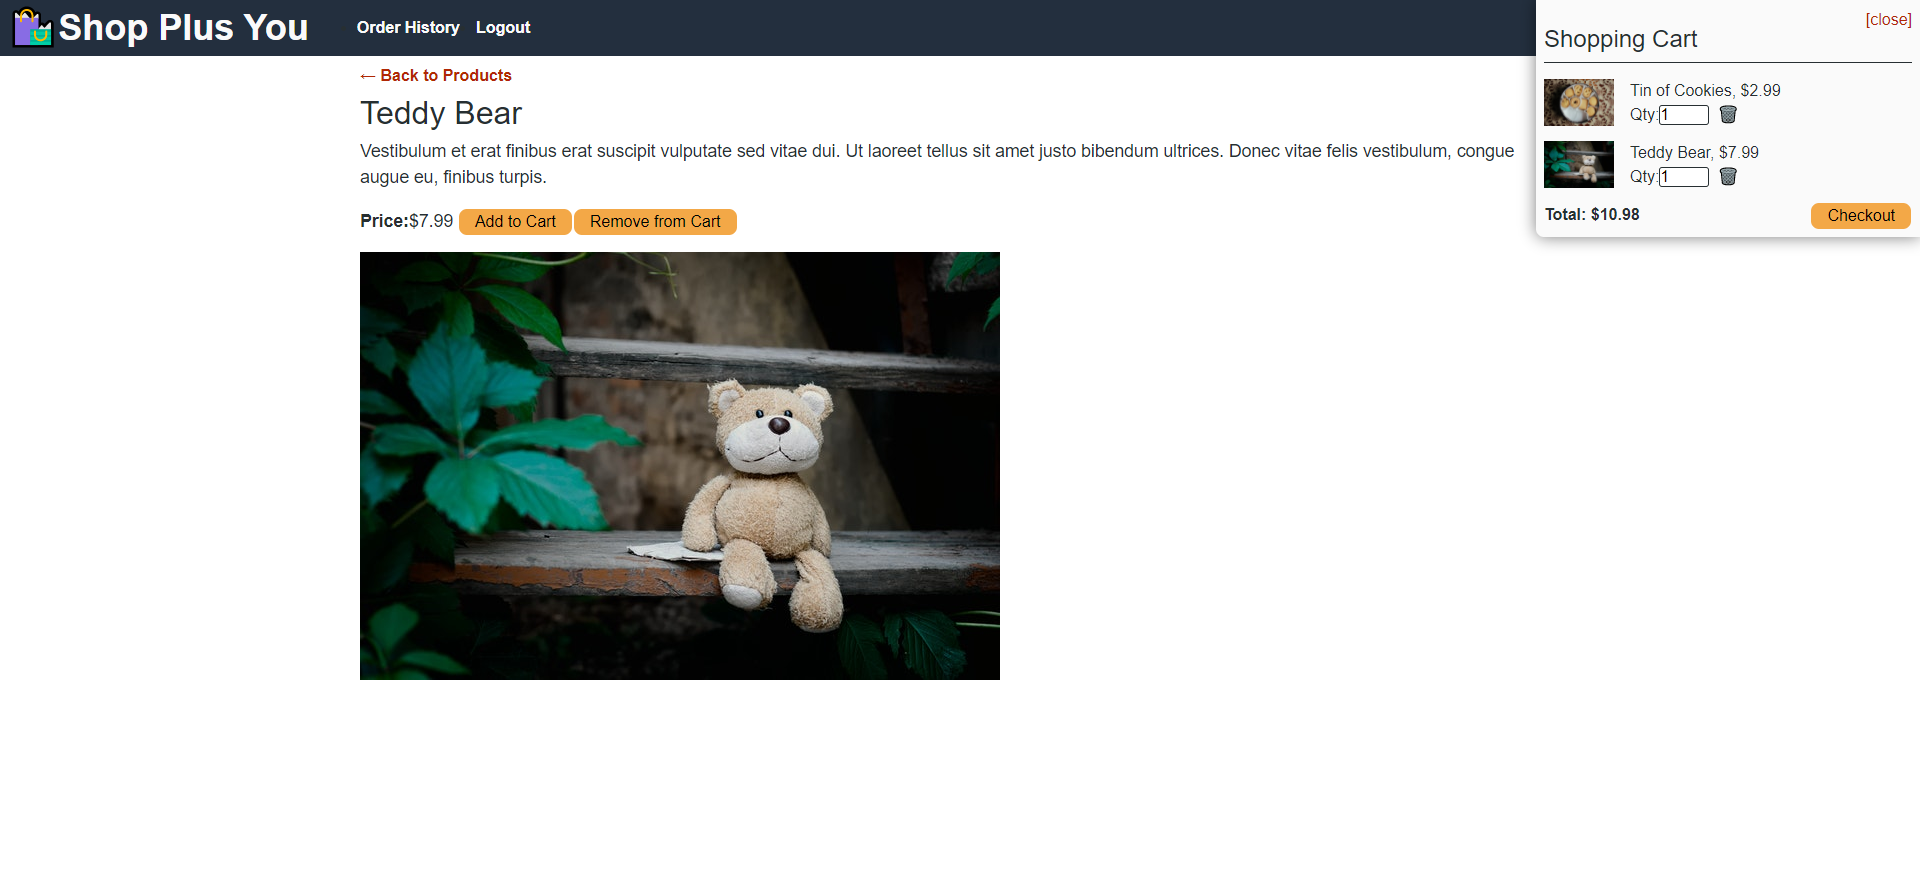 Shop Plus You
Order History Logout
← Back to Products
Teddy Bear
Vestibulum et erat finibus erat suscipit vulputate sed vitae dui. Ut laoreet tellus sit amet justo bibendum ultrices. Donec vitae felis vestibulum, congue
augue eu, finibus turpis.
Price:$7.99 Add to Cart Remove from Cart
[close]
Shopping Cart
Tin of Cookies, $2.99
Qty:1
Teddy Bear, $7.99
Qty:1
Total: $10.98 Checkout